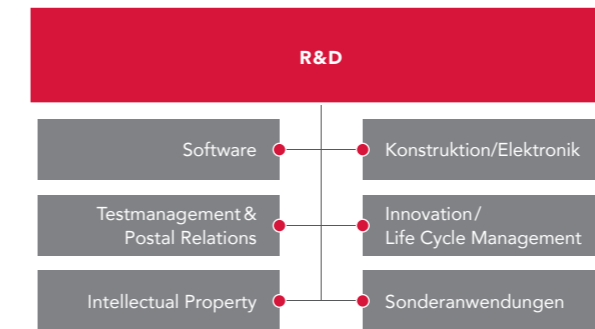 R&D
Software
Konstruktion/Elektronik
Testmanagement &
Postal Relations
Innovation/
Life Cycle Management
Intellectual Property
Sonderanwendungen